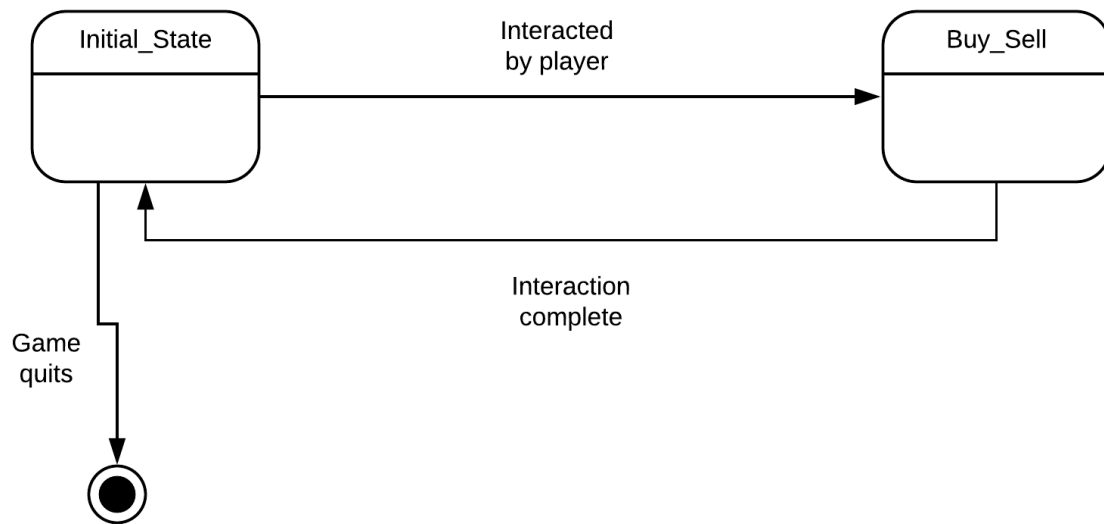 Initial_State
Interacted
by player
Buy_Sell
Interaction
complete
Game
quits